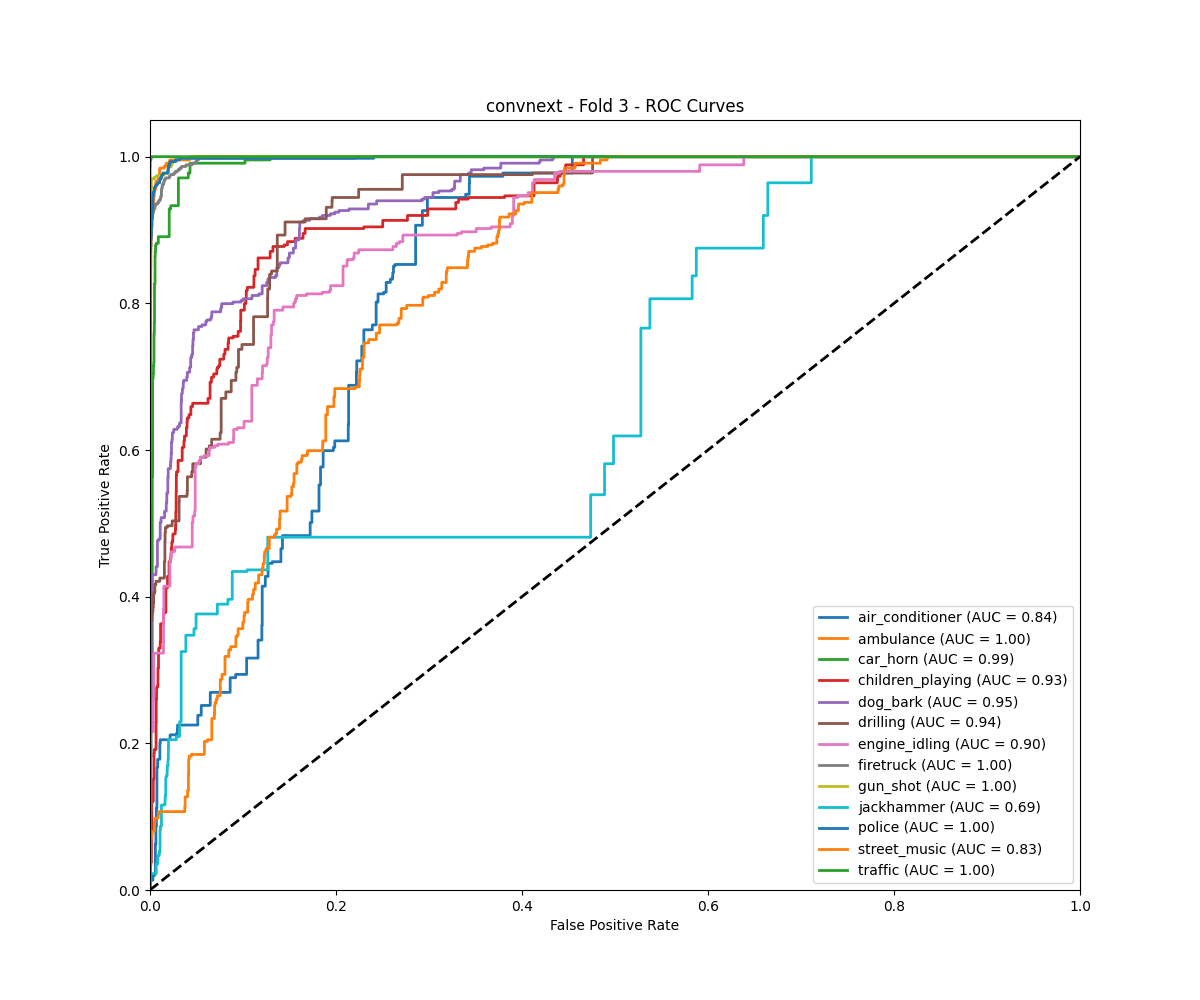 convnext - Fold 3 - ROC Curves
True Positive Rate
1.0
0.8
0.6
0.4
0.2
0.0
0.0 0.2 0.4 0.6 0.8 1.0
False Positive Rate
air_conditioner (AUC = 0.84)
ambulance (AUC = 1.00)
car_horn (AUC = 0.99)
children_playing (AUC = 0.93)
dog_bark (AUC = 0.95)
drilling (AUC = 0.94)
engine_idling (AUC = 0.90)
firetruck (AUC = 1.00)
gun_shot (AUC = 1.00)
jackhammer (AUC = 0.69)
police (AUC = 1.00)
street_music (AUC = 0.83)
traffic (AUC = 1.00)